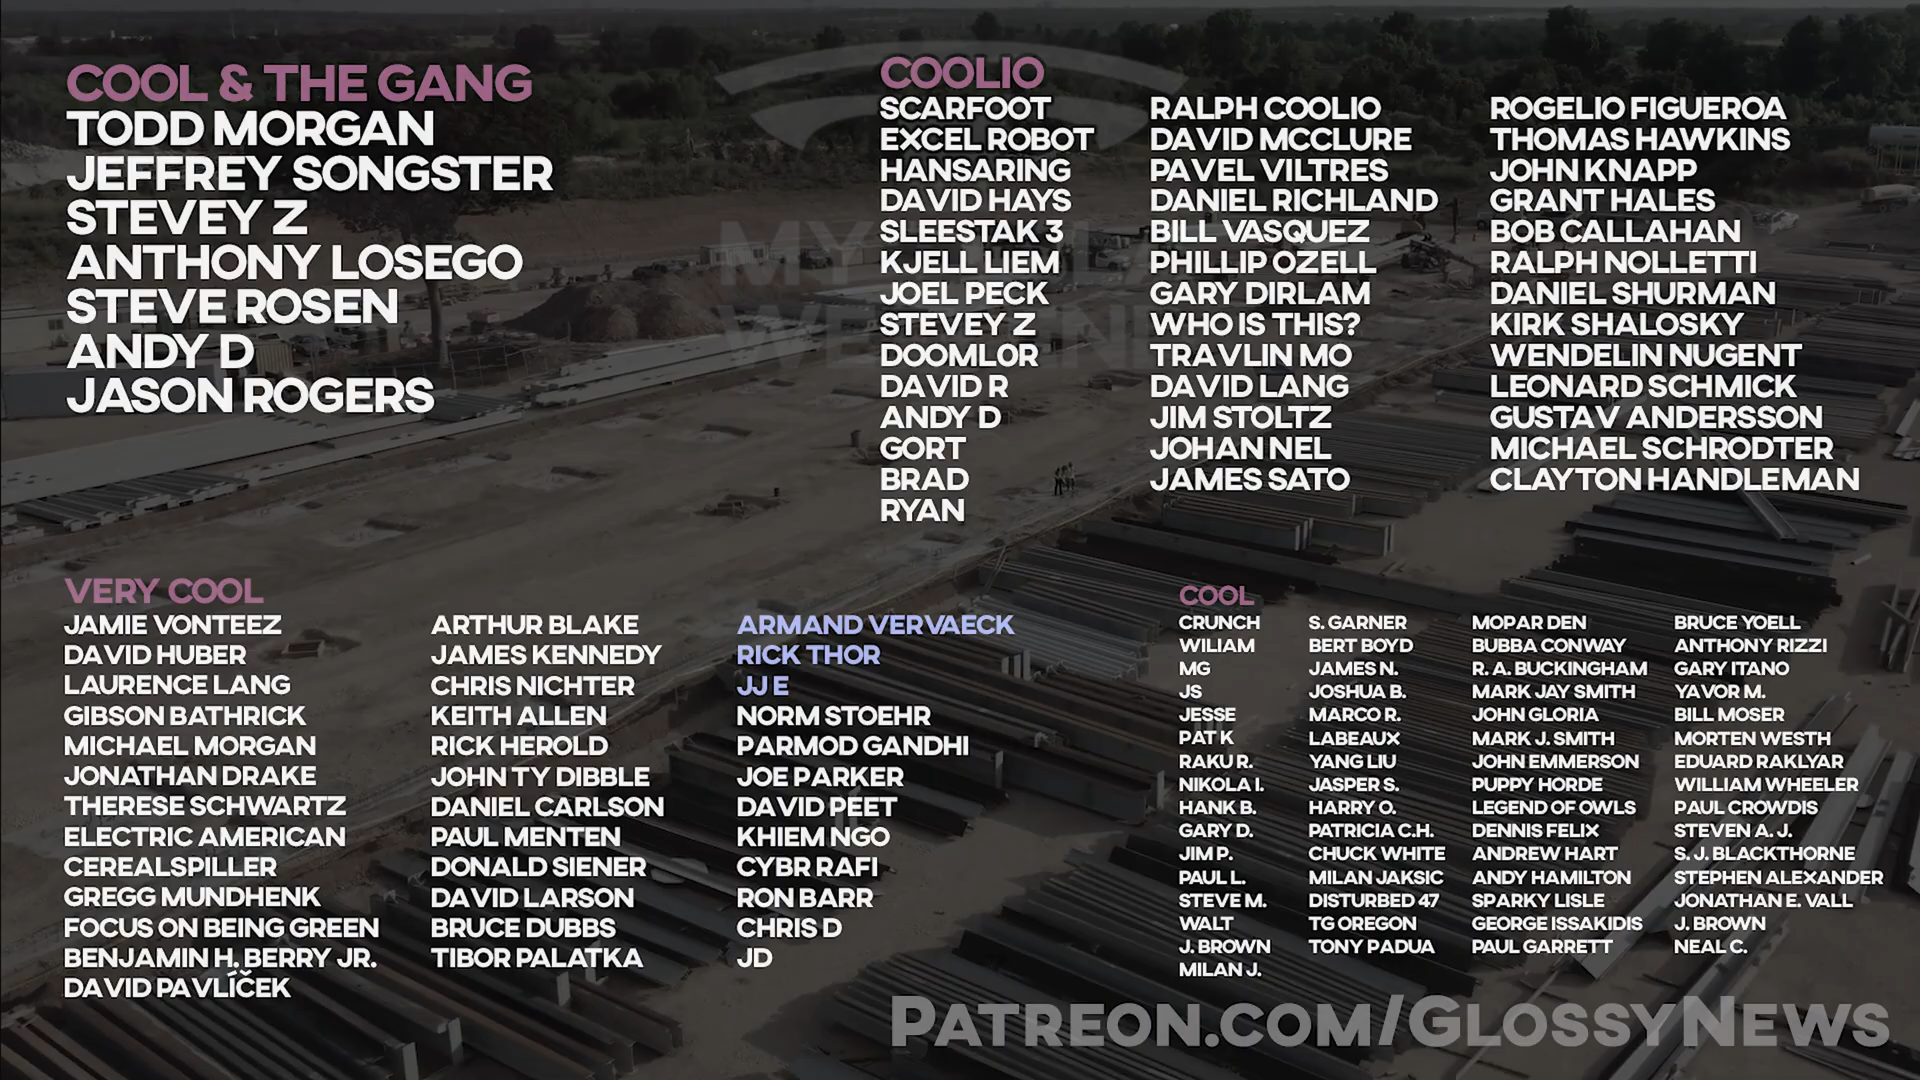 COOL & THE GANG
TODD MORGAN
JEFFREY SONGSTER
STEVEY Z
ANTHONY LOSEGO
STEVE ROSEN
ANDY D
JASON ROGERS
COOLIO
SCARFOOT
EXCEL ROBOT
HANSARING
DAVID HAYS
SLEESTAK 3
KJELL LIEM
JOEL PECK
STEVEY Z
DOOML0R
DAVID R
ANDY D
GORT
BRAD
RYAN
RALPH COOLIO
DAVID MCCLURE
PAVEL VILTRES
DANIEL RICHLAND
BILL VASQUEZ
PHILLIP OZELL
GARY DIRLAM
WHO IS THIS?
TRAVLIN MO
DAVID LANG
JIM STOLTZ
JOHAN NEL
JAMES SATO
ROGELIO FIGUEROA
THOMAS HAWKINS
JOHN KNAPP
GRANT HALES
BOB CALLAHAN
RALPH NOLLETTI
DANIEL SHURMAN
KIRK SHALOSKY
WENDELIN NUGENT
LEONARD SCHMICK
GUSTAV ANDERSSON
MICHAEL SCHRODTER
CLAYTON HANDLEMAN
MY
VERY COOL
JAMIE VONTEEZ
DAVID HUBER
LAURENCE LANG
GIBSON BATHRICK
MICHAEL MORGAN
JONATHAN DRAKE
THERESE SCHWARTZ
ELECTRIC AMERICAN
CEREALSPILLER
GREGG MUNDHENK
FOCUS ON BEING GREEN
BENJAMIN H. BERRY JR.
DAVID PAVLÍČEK
ARTHUR BLAKE
JAMES KENNEDY
CHRIS NICHTER
KEITH ALLEN
RICK HEROLD
JOHN TY DIBBLE
DANIEL CARLSON
PAUL MENTEN
DONALD SIENER
DAVID LARSON
BRUCE DUBBS
TIBOR PALATKA
ARMAND VERVAECK
RICK THOR
JJ E
NORM STOEHR
PARMOD GANDHI
JOE PARKER
DAVID PEET
KHIEM NGO
CYBR RAFI
RON BARR
CHRIS D
JD
COOL
CRUNCH
WILIAM
MG
JS
JESSE
PAT K
RAKU R.
NIKOLA I.
HANK B.
GARY D.
JIM P.
PAUL L.
STEVE M.
WALT
J. BROWN
MILAN J.
S. GARNER
BERT BOYD
JAMES N.
JOSHUA B.
MARCO R.
LABEAUX
YANG LIU
JASPER S.
HARRY O.
PATRICIA C.H.
CHUCK WHITE
MILAN JAKSIC
DISTURBED 47
TG OREGON
TONY PADUA
MOPAR DEN
BUBBA CONWAY
R. A. BUCKINGHAM
MARK JAY SMITH
JOHN GLORIA
MARK J. SMITH
JOHN EMMERSON
PUPPY HORDE
LEGEND OF OWLS
DENNIS FELIX
ANDREW HART
ANDY HAMILTON
SPARKY LISLE
GEORGE ISSAKIDIS
PAUL GARRETT
BRUCE YOELL
ANTHONY RIZZI
GARY ITANO
YAVOR M.
BILL MOSER
MORTEN WESTH
EDUARD RAKLYAR
WILLIAM WHEELER
PAUL CROWDIS
STEVEN A. J.
S. J. BLACKTHORNE
STEPHEN ALEXANDER
JONATHAN E. VALL
J. BROWN
NEAL C.
PATREON.COM/GLOSSYNEWS